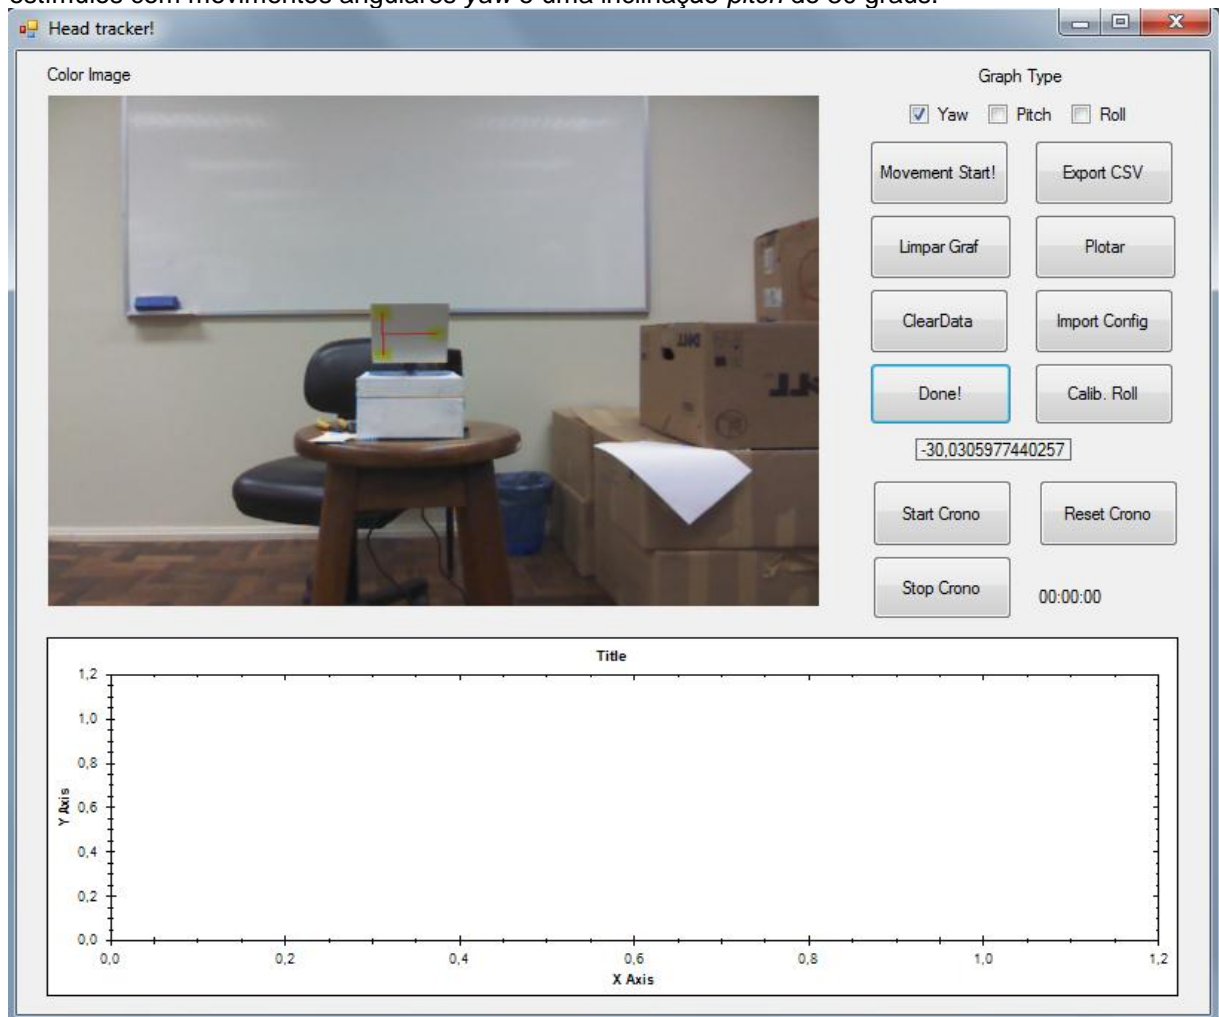 estímulos com movimentos angulares yaw e uma inclinação pitch de 30 graus.
Head tracker!
Color Image
Graph Type
Yaw Pitch Roll
Movement Start! Export CSV
Limpar Graf Plotar
ClearData Import Config
Done! Calib. Roll
-30,0305977440257
Start Crono Reset Crono
Stop Crono 00:00:00
DELL
Title
1,2
1,0
0,8
0,6
0,4
0,2
0,0
Y Axis
0,0 0,2 0,4 0,6 0,8 1,0 1,2
X Axis